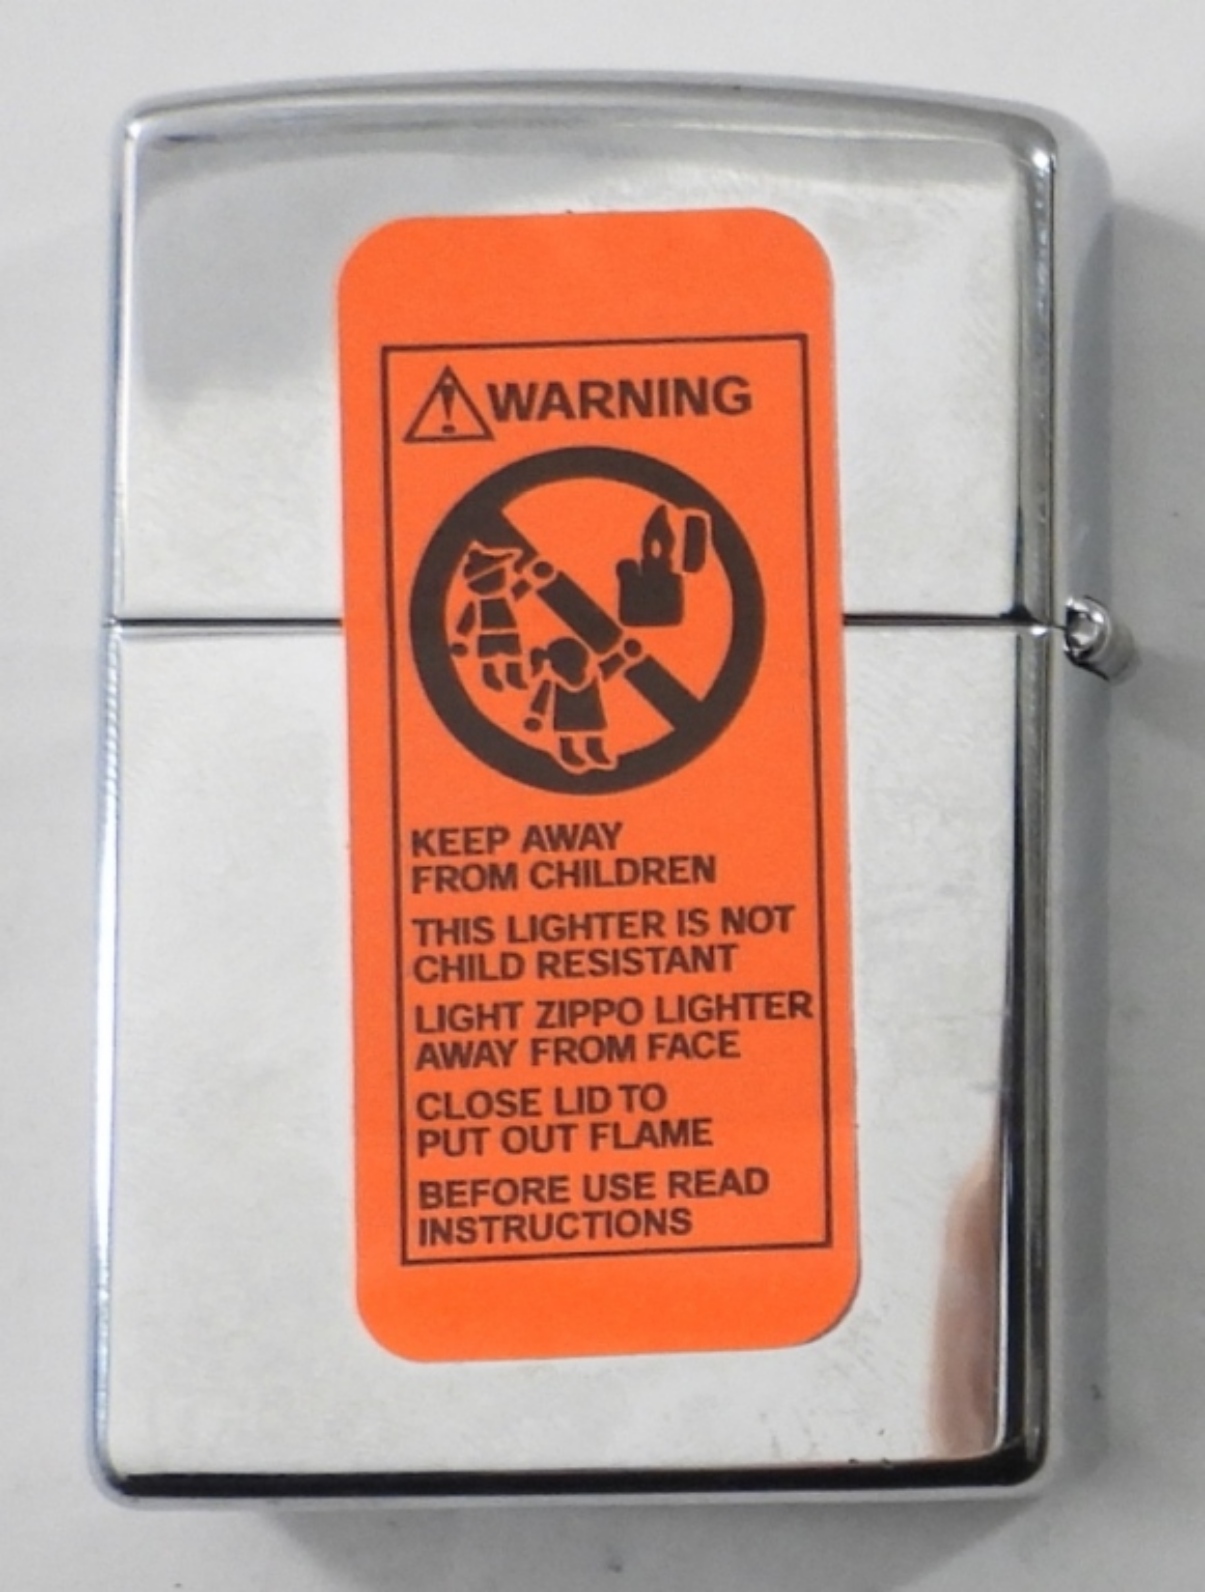 WARNING
KEEP AWAY
FROM CHILDREN
THIS LIGHTER IS NOT
CHILD RESISTANT
LIGHT ZIPPO LIGHTER
AWAY FROM FACE
CLOSE LID TO
PUT OUT FLAME
BEFORE USE READ
INSTRUCTIONS